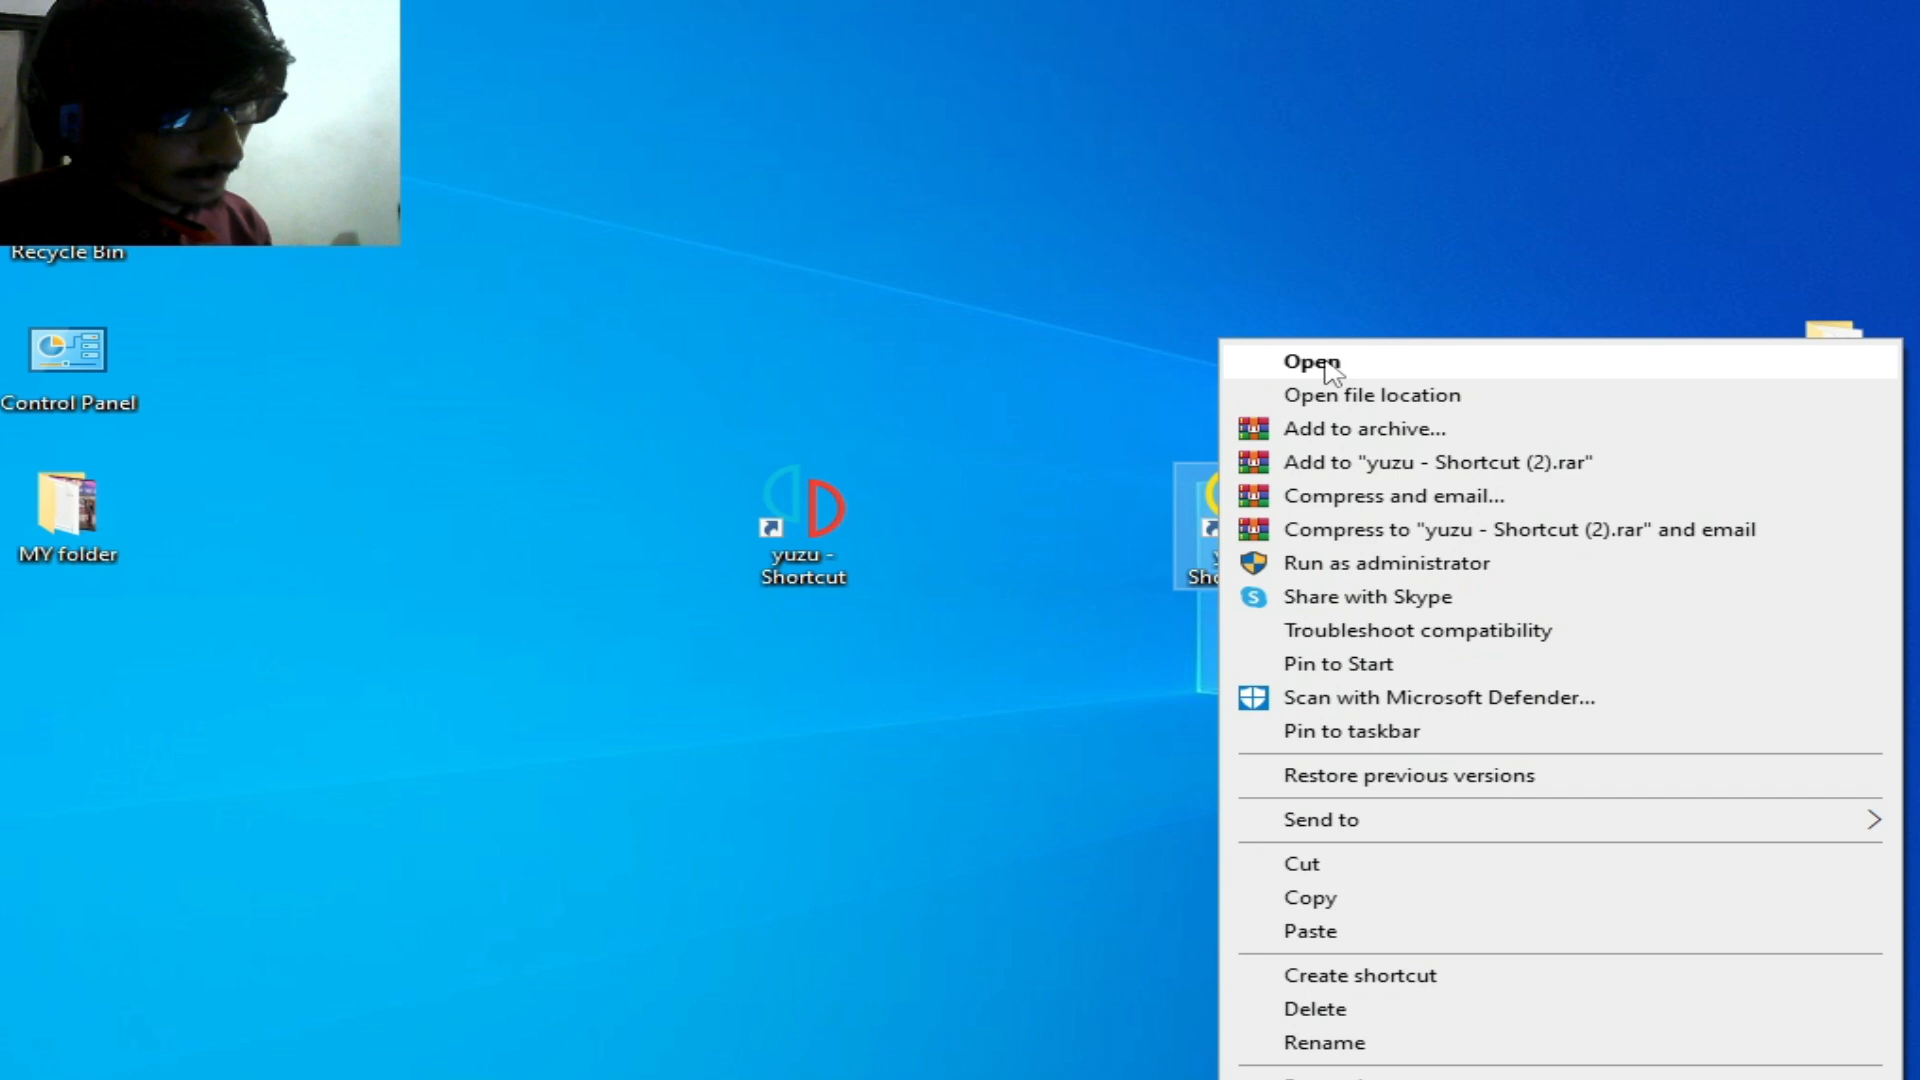 Recycle Bin
Control Panel
MY folder
yuzu -
Shortcut
Open
Open file location
Add to archive...
Add to "yuzu - Shortcut (2).rar"
Compress and email...
Compress to "yuzu - Shortcut (2).rar" and email
Run as administrator
Share with Skype
Troubleshoot compatibility
Pin to Start
Scan with Microsoft Defender...
Pin to taskbar
Restore previous versions
Send to
Cut
Copy
Paste
Create shortcut
Delete
Rename